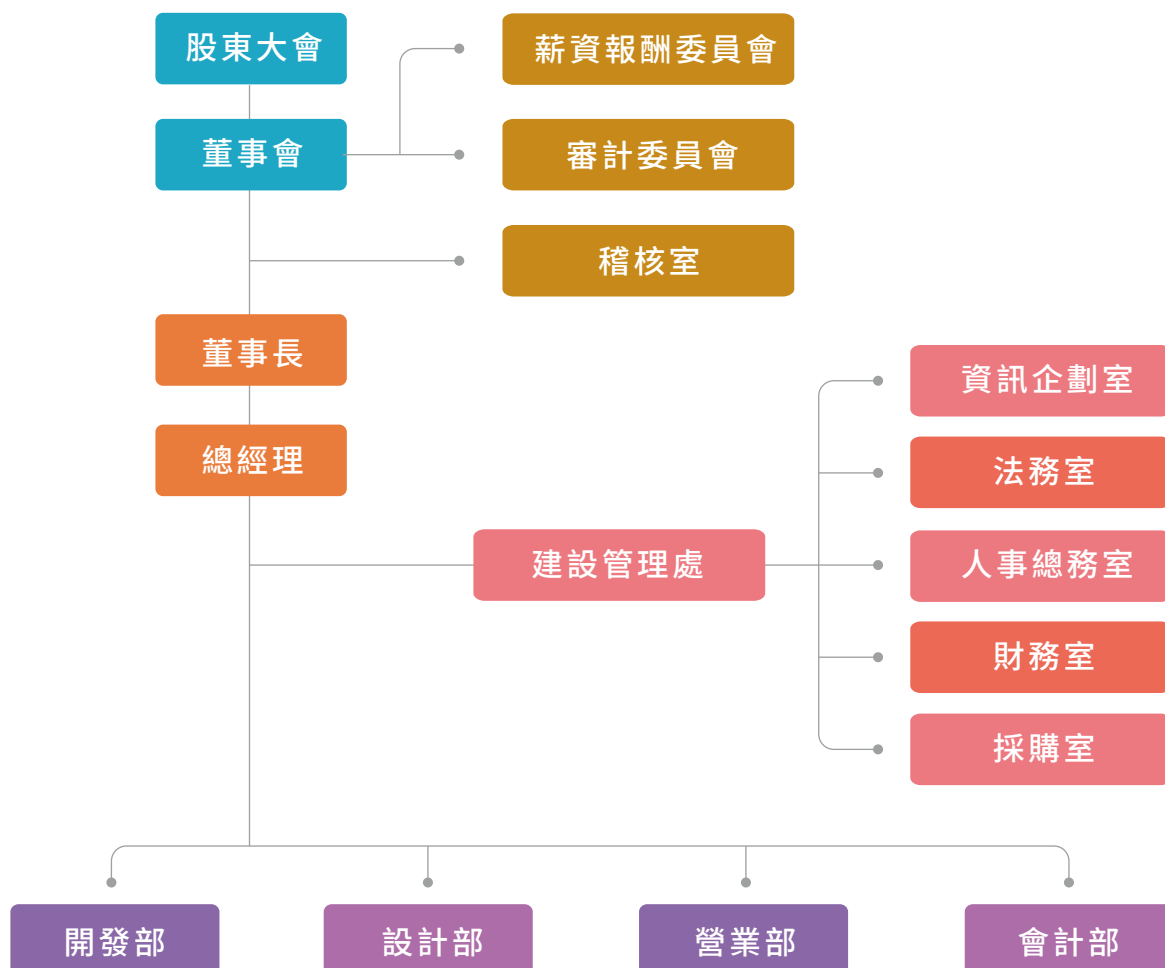 股東大會
薪資報酬委員會
董事會
審計委員會
稽核室
董事長
資訊企劃室
總經理
法務室
建設管理處
人事總務室
財務室
採購室
開發部
設計部
營業部
會計部